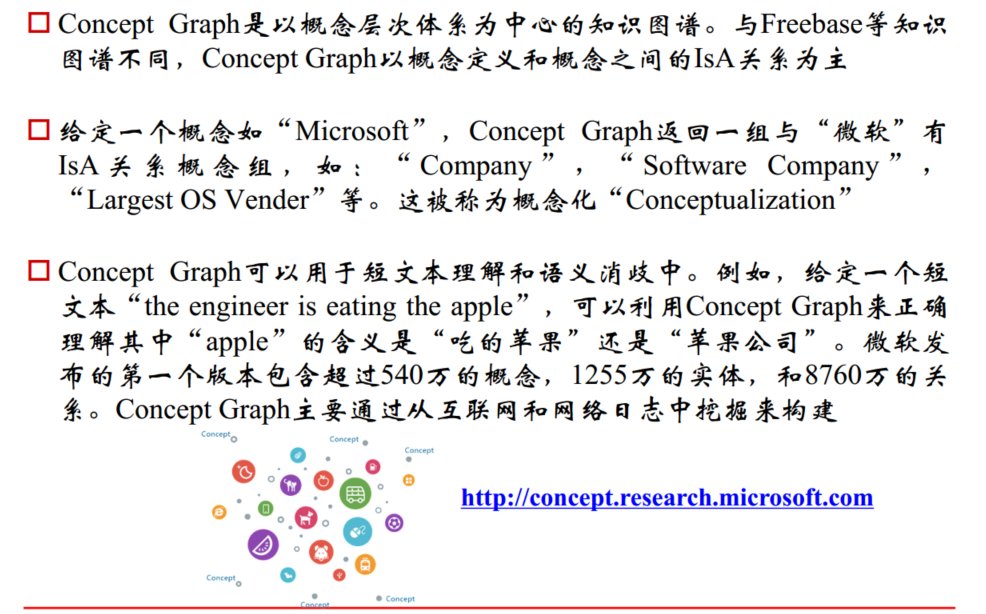 Concept Graph是以概念层次体系为中心的知识图谱。与Freebase等知识
图谱不同，Concept Graph以概念定义和概念之间的IsA关系为主
给定一个概念如“Microsoft”，Concept Graph返回一组与“微软”有
IsA关系概念组，如：“Company”，“Software Company”，
“Largest OS Vender”等。这被称为概念化“Conceptualization”
Concept Graph可以用于短文本理解和语义消歧中。例如，给定一个短
文本“the engineer is eating the apple”，可以利用Concept Graph来正确
理解其中“apple”的含义是“吃的苹果”还是“苹果公司”。微软发
布的第一个版本包含超过540万的概念，1255万的实体，和8760万的关
系。Concept Graph主要通过从互联网和网络日志中挖掘来构建
Concept
Concept
Concept
http://concept.research.microsoft.com
Concept
Concept
Concept